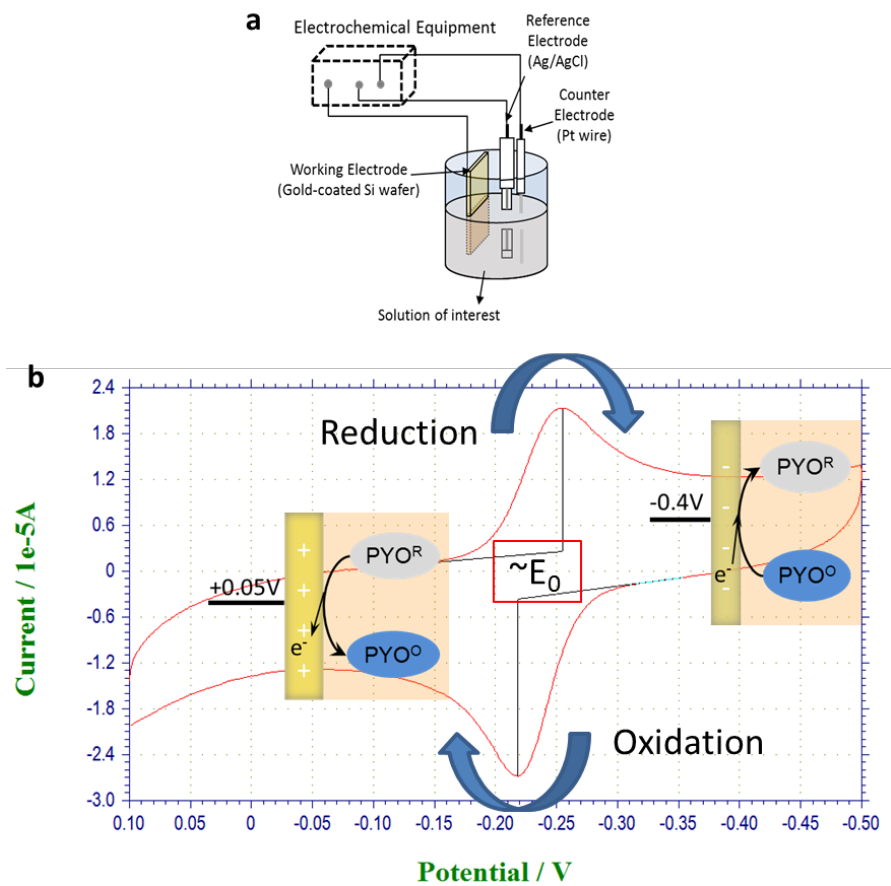 a
Electrochemical Equipment
Reference
Electrode
(Ag/AgCl)
Counter
Electrode
(Pt wire)
Working Electrode
(Gold-coated Si wafer)
Solution of interest
b
Current / 1e-5A
2.4
1.8
1.2
0.6
0
-0.6
-1.2
-1.8
-2.4
-3.0
Reduction
+0.05V
+
+
+
+
e-
PYOᴿ
PYOᴼ
~E₀
-0.4V
-
-
-
-
e-
PYOᴿ
PYOᴼ
Oxidation
0.10
0.05
0
-0.05
-0.10
-0.15
-0.20
-0.25
-0.30
-0.35
-0.40
-0.45
-0.50
Potential / V